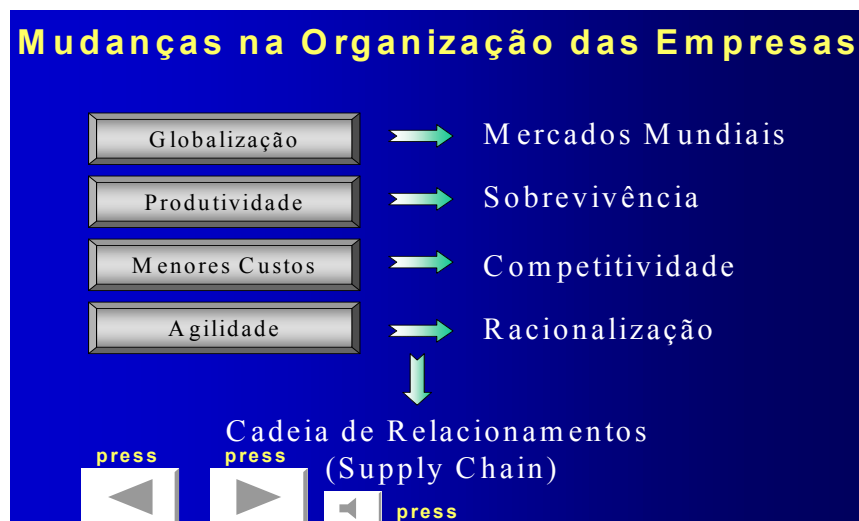 Mudanças na Organização das Empresas
Globalização
Mercados Mundiais
Produtividade
Sobrevivência
Menores Custos
Competitividade
Agilidade
Racionalização
Cadeia de Relacionamentos
(Supply Chain)
press
press
press